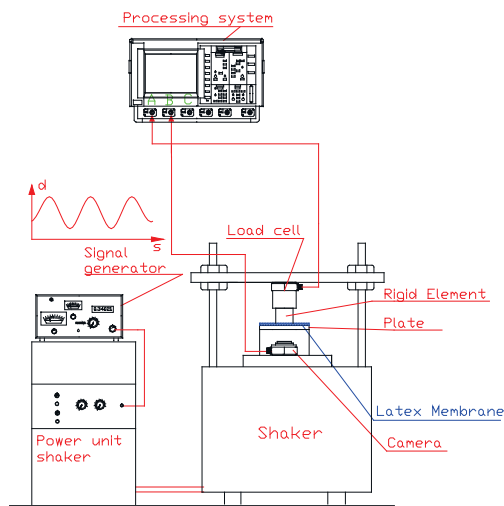 Processing system
A B C
d
s
Signal
generator
Load cell
Rigid Element
Plate
Latex Membrane
Camera
Shaker
Power unit
shaker